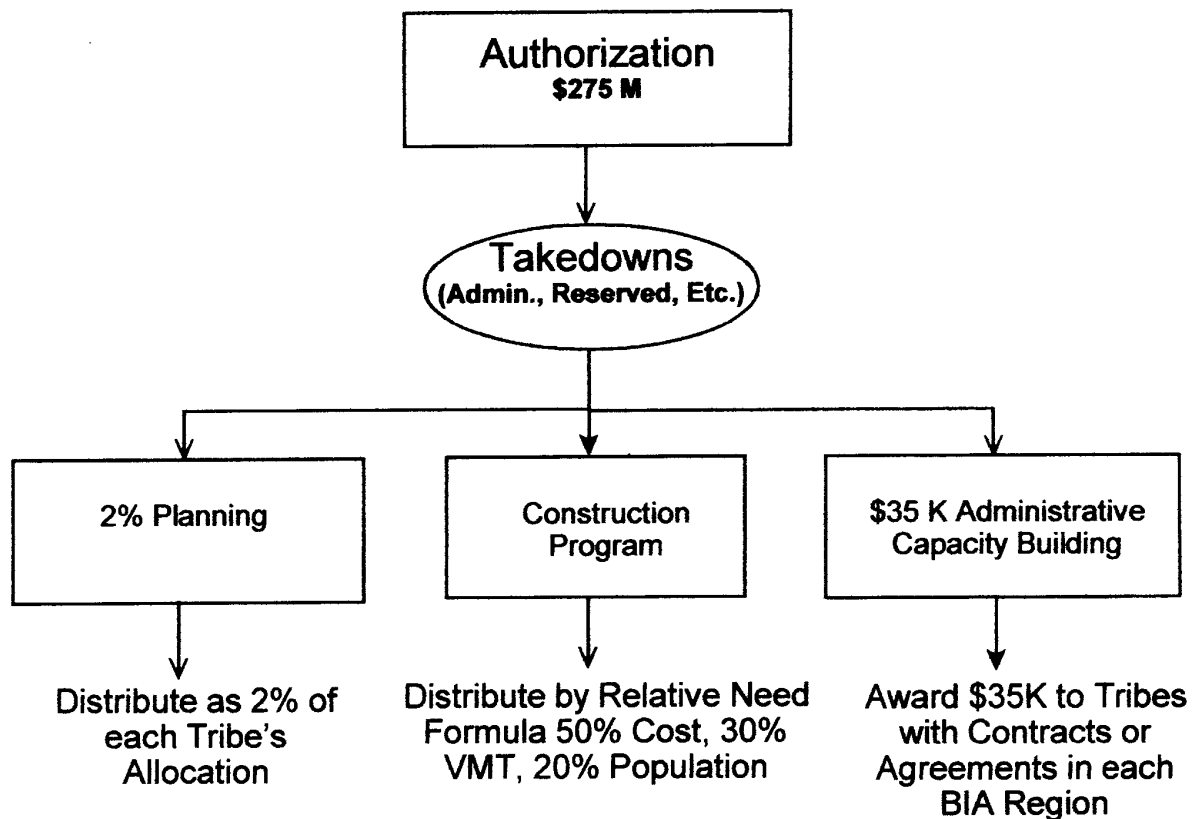 Authorization
$275 M
Takedowns
(Admin., Reserved, Etc.)
2% Planning
Construction
Program
$35 K Administrative
Capacity Building
Distribute as 2% of
each Tribe's
Allocation
Distribute by Relative Need
Formula 50% Cost, 30%
VMT, 20% Population
Award $35K to Tribes
with Contracts or
Agreements in each
BIA Region